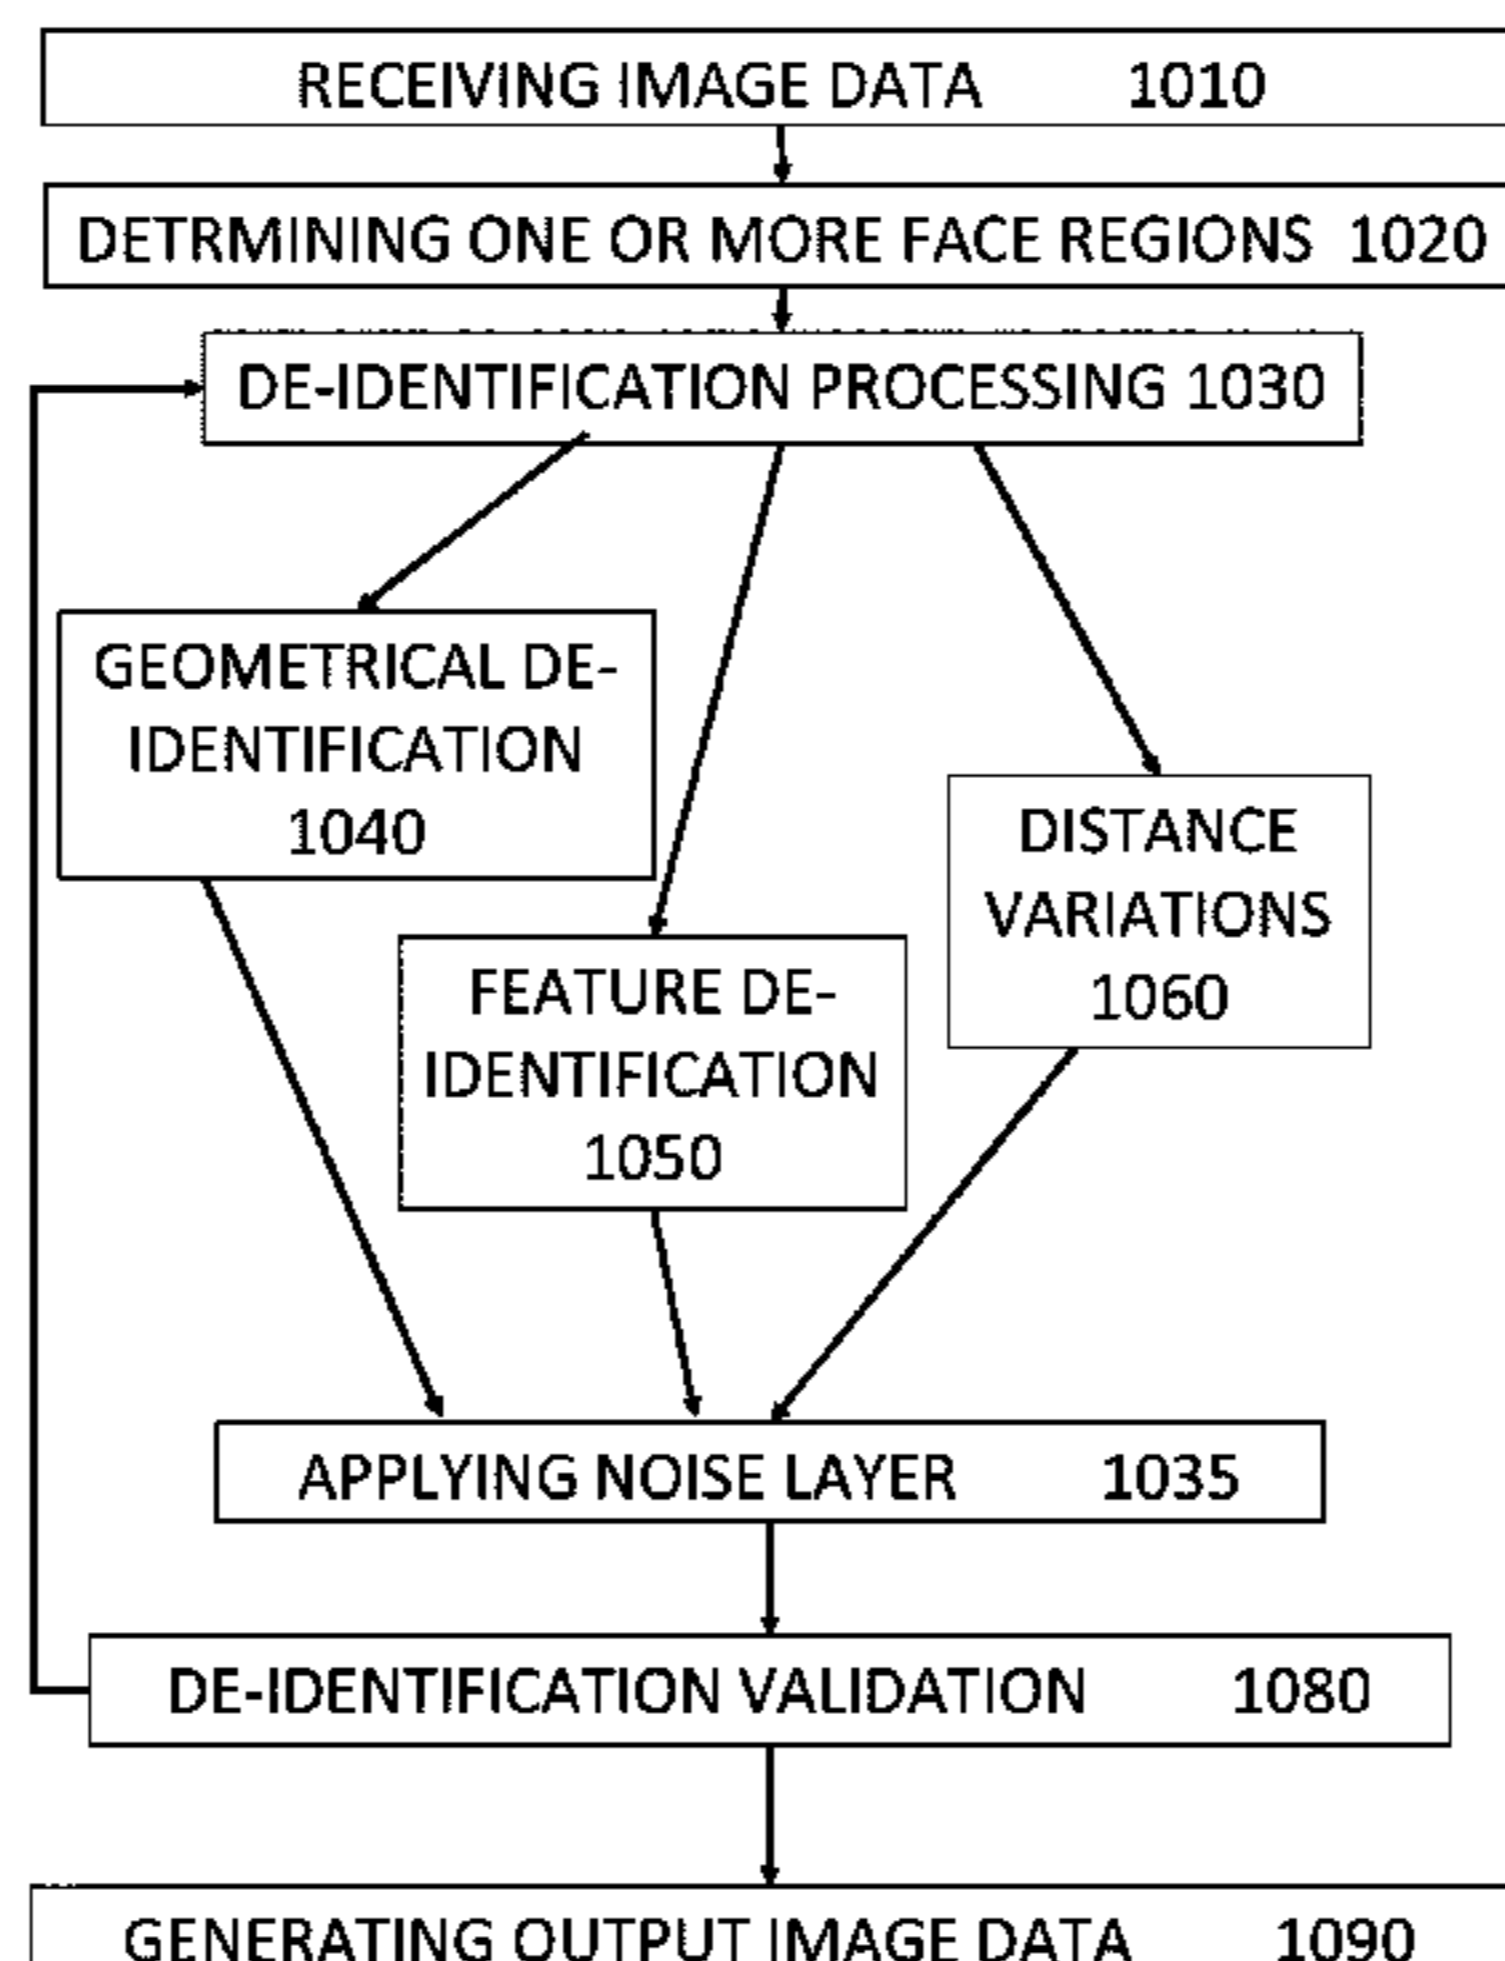 RECEIVING IMAGE DATA 1010
DETRMINING ONE OR MORE FACE REGIONS 1020
DE-IDENTIFICATION PROCESSING 1030
GEOMETRICAL DE-
IDENTIFICATION
1040
FEATURE DE-
IDENTIFICATION
1050
DISTANCE
VARIATIONS
1060
APPLYING NOISE LAYER 1035
DE-IDENTIFICATION VALIDATION 1080
GENERATING OUTPUT IMAGE DATA 1090